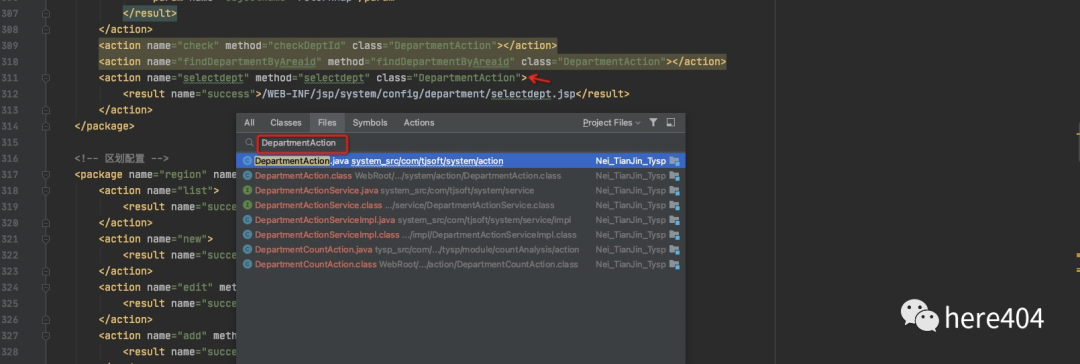 307 </result>
308 </action>
309 <action name="check" method="checkDeptId" class="DepartmentAction"></action>
310 <action name="findDepartmentByAreaid" method="findDepartmentByAreaid" class="DepartmentAction"></action>
311 <action name="selectdept" method="selectdept" class="DepartmentAction">
312 <result name="success">/WEB-INF/jsp/system/config/department/selectdept.jsp</result>
313 </action>
314 </package>
315
316 <!-- 区划配置 -->
317 <package name="region" name
318 <action name="list">
319 <result name="succe
320 </action>
321 <action name="new">
322 <result name="succe
323 </action>
324 <action name="edit" meth
325 <result name="succe
326 </action>
327 <action name="add" meth
328 <result name="succe
All Classes Files Symbols Actions Project Files
DepartmentAction
DepartmentAction.java system_src/com/tjsoft/system/action Nei_TianJin_Tysp
DepartmentAction.class WebRoot/.../system/action/DepartmentAction.class Nei_TianJin_Tysp
DepartmentActionService.java system_src/com/tjsoft/system/service Nei_TianJin_Tysp
DepartmentActionService.class .../service/DepartmentActionService.class Nei_TianJin_Tysp
DepartmentActionServiceImpl.java system_src/com/tjsoft/system/service/impl Nei_TianJin_Tysp
DepartmentActionServiceImpl.class .../impl/DepartmentActionServiceImpl.class Nei_TianJin_Tysp
DepartmentCountAction.java tysp_src/com/.../tysp/module/countAnalysis/action Nei_TianJin_Tysp
DepartmentCountAction.class WebRoot/.../action/DepartmentCountAction.class Nei_TianJin_Tysp
here404